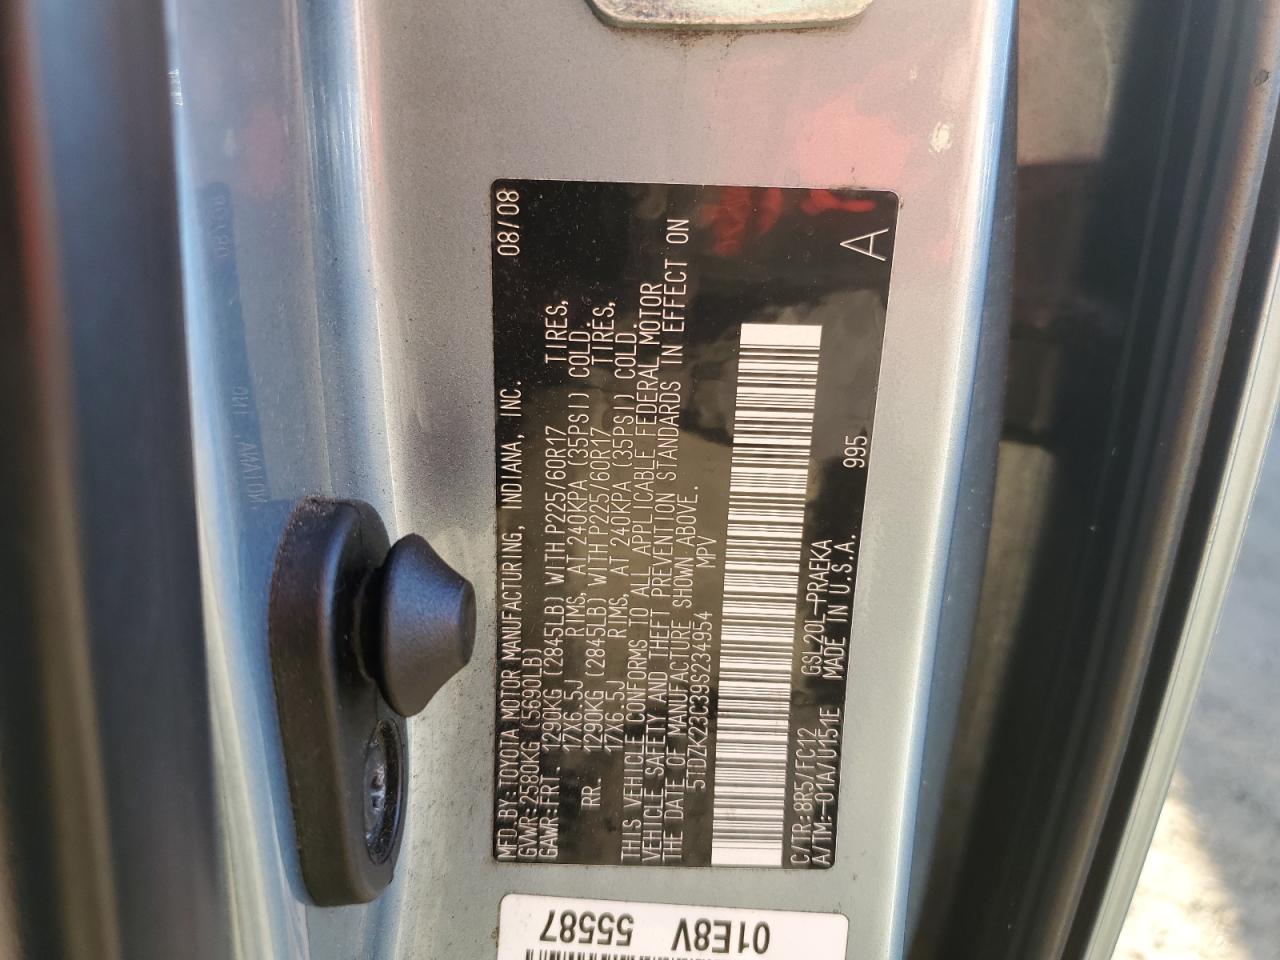 MFD. BY: TOYOTA MOTOR MANUFACTURING, INDIANA, INC. 08/08
GVWR: 2580KG (5690LB)
GAWR: FRT. 1290KG (2845LB) WITH P225/60R17 TIRES,
17X6.5J RIMS, AT 240KPA (35PSI) COLD.
RR. 1290KG (2845LB) WITH P225/60R17 TIRES,
17X6.5J RIMS, AT 240KPA (35PSI) COLD.
THIS VEHICLE CONFORMS TO ALL APPLICABLE FEDERAL MOTOR
VEHICLE SAFETY AND THEFT PREVENTION STANDARDS IN EFFECT ON
THE DATE OF MANUFACTURE SHOWN ABOVE.
5TDZK23C39S234954 MPV
C/TR: 8R5/FC12 GSL20L-PRAEKA 995 A
A/TM: -01A/U151E MADE IN U.S.A.
01E8V
55587